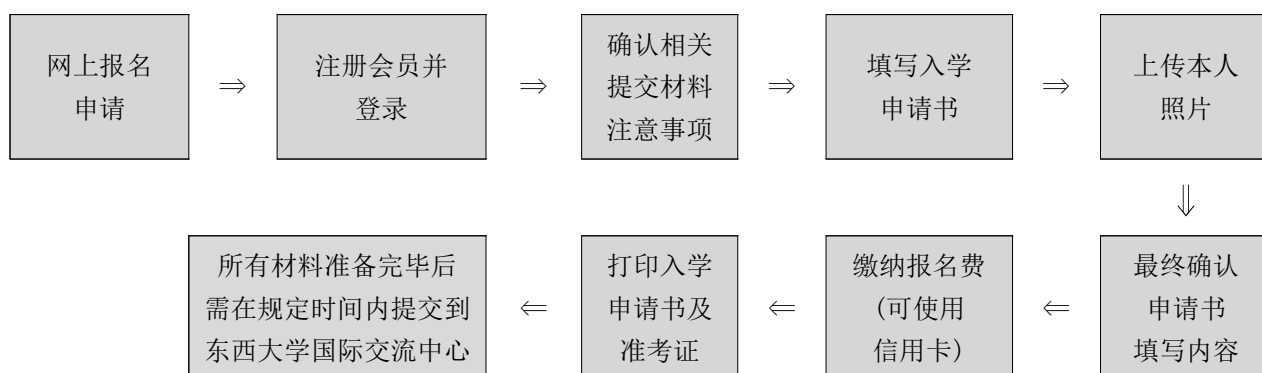 网上报名
申请
⇒
注册会员并
登录
⇒
确认相关
提交材料
注意事项
⇒
填写入学
申请书
⇒
上传本人
照片
⇓
最终确认
申请书
填写内容
⇐
缴纳报名费
(可使用
信用卡)
⇐
打印入学
申请书及
准考证
⇐
所有材料准备完毕后
需在规定时间内提交到
东西大学国际交流中心